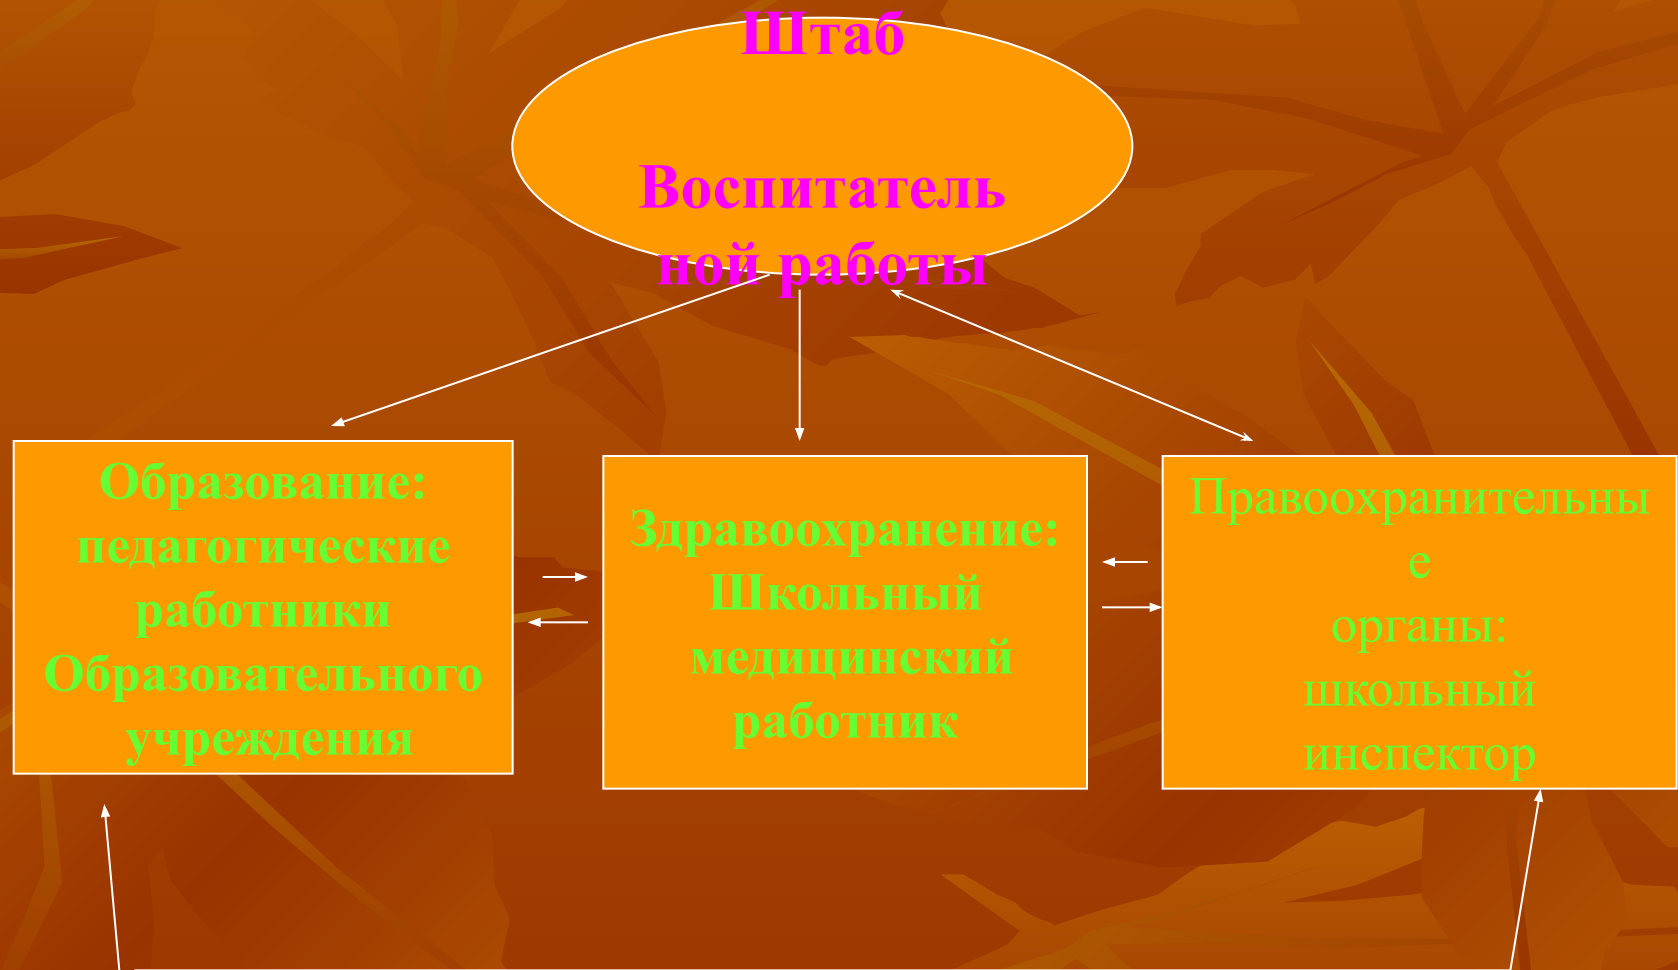 Штаб
Воспитатель
ной работы
Образование:
педагогические
работники
Образовательного
учреждения
Здравоохранение:
Школьный
медицинский
работник
Правоохранительны
е
органы:
школьный
инспектор